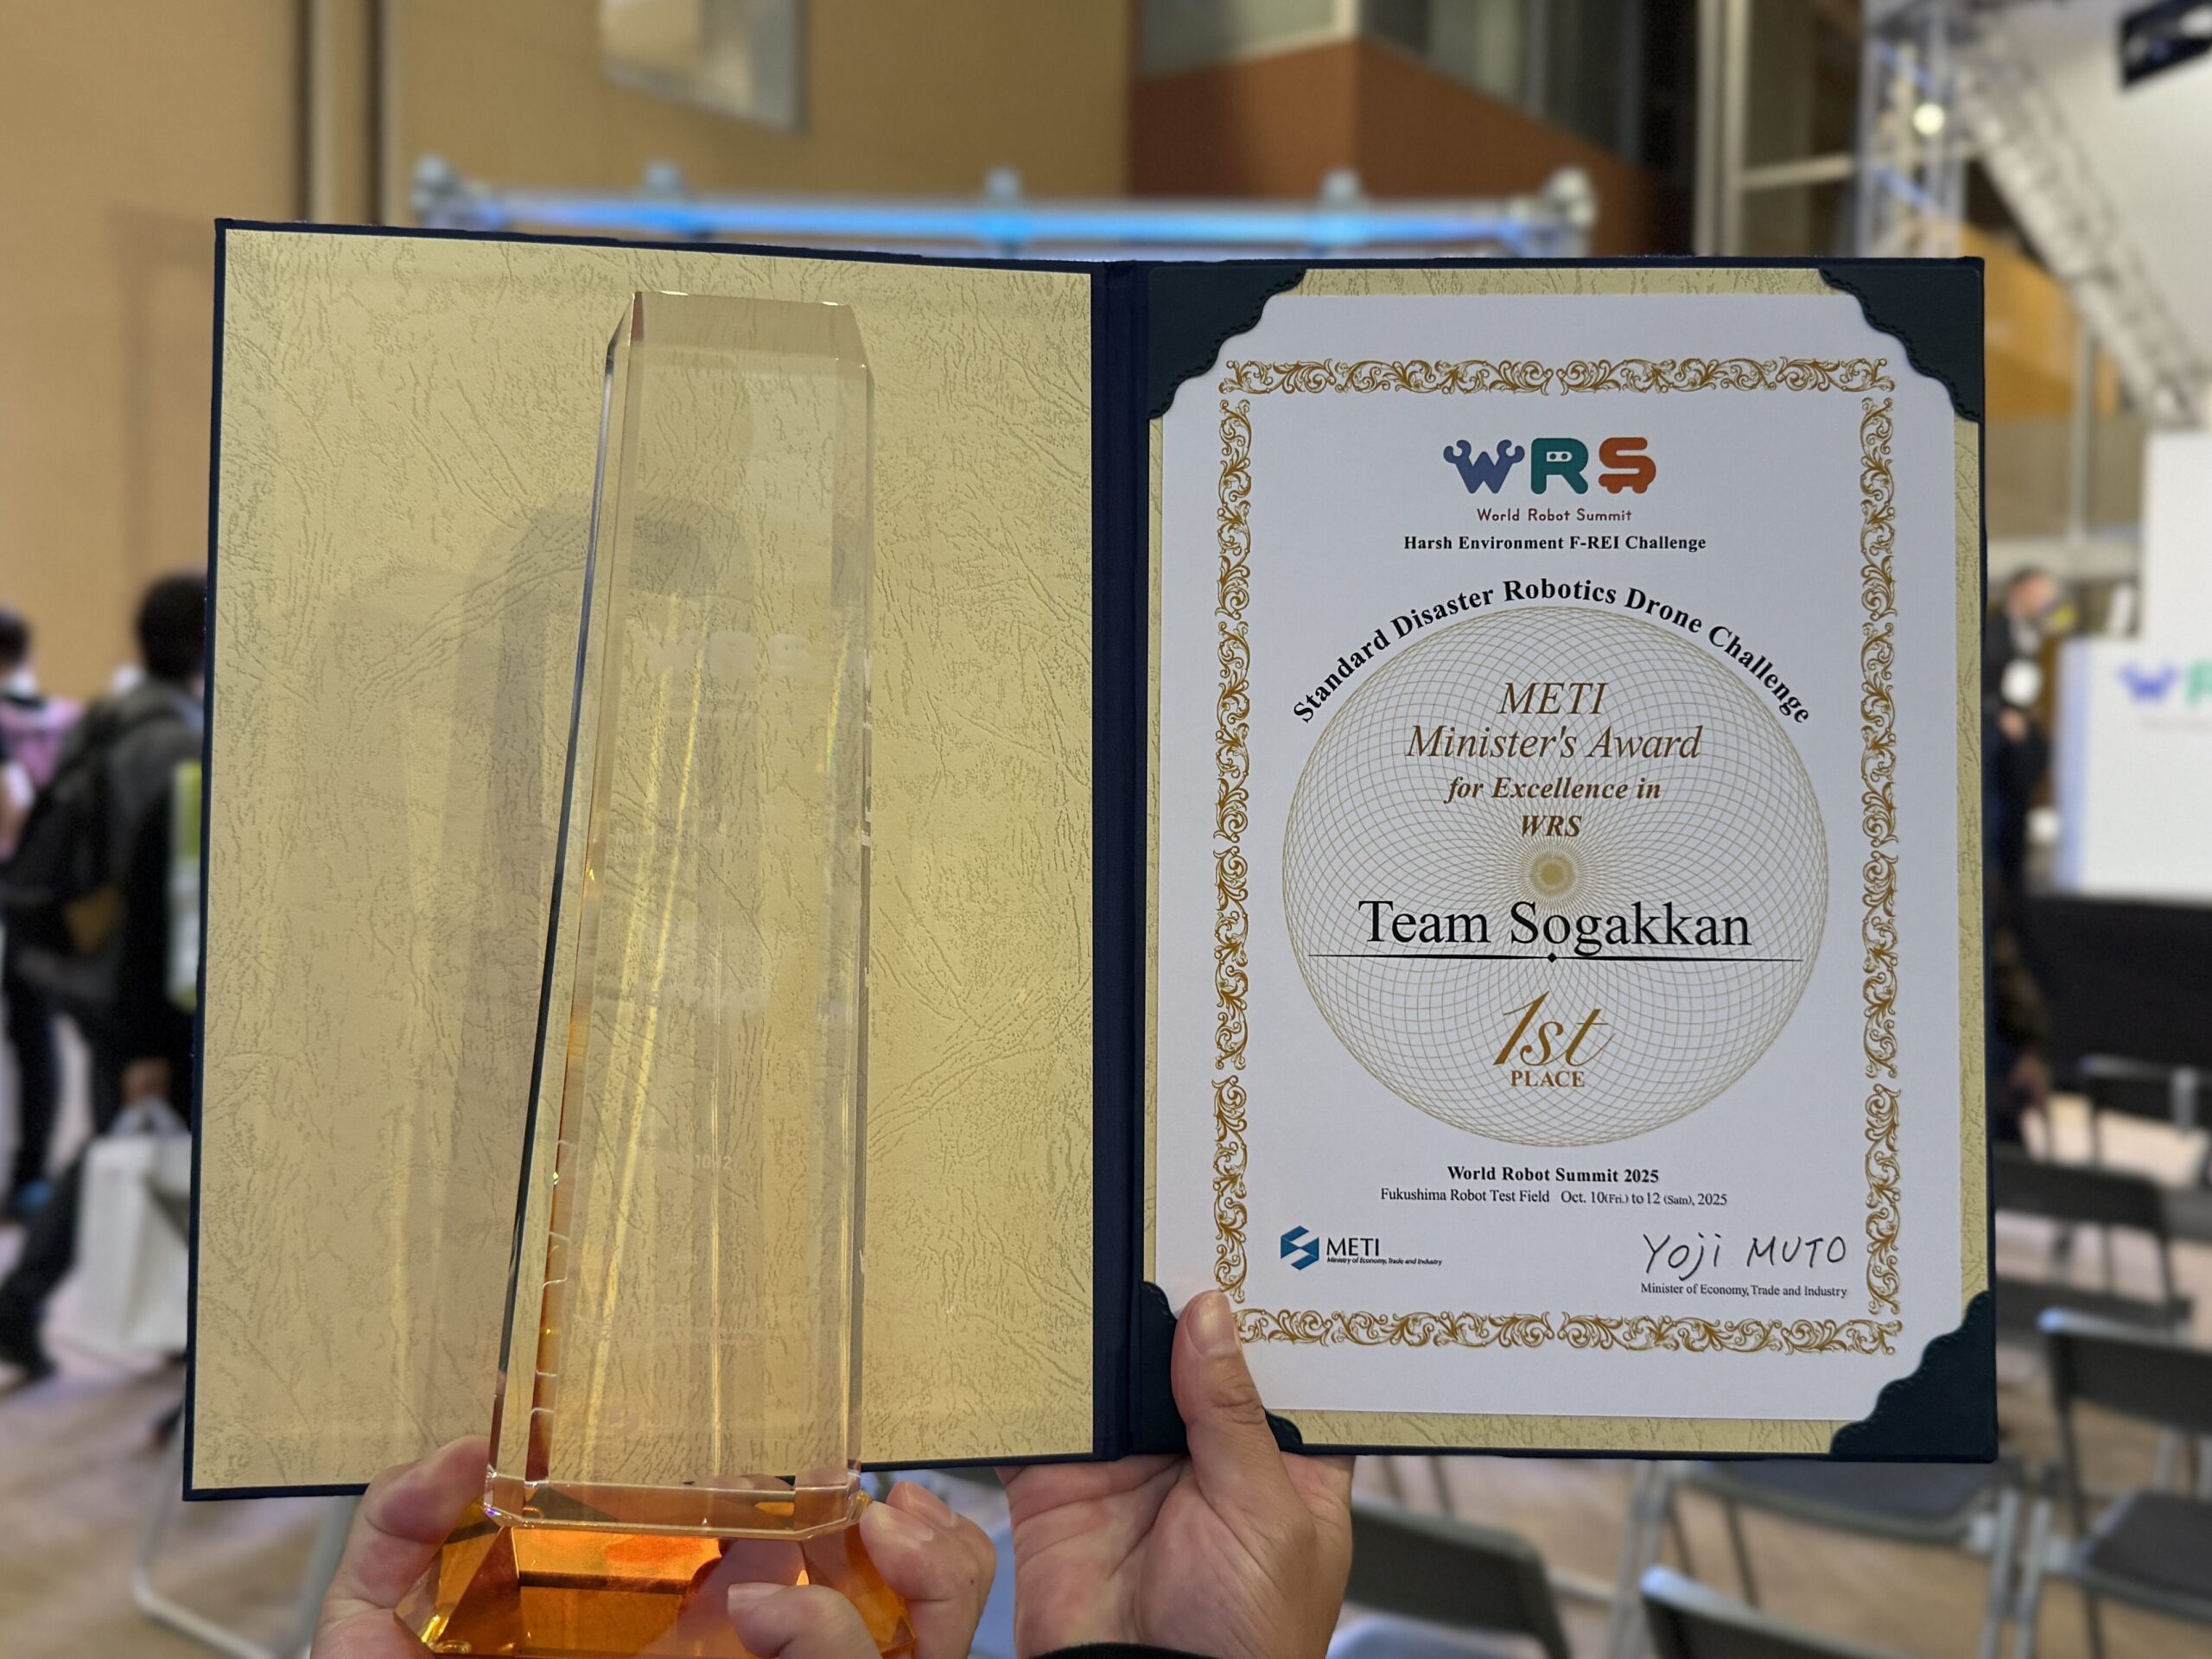 WRS
World Robot Summit
Harsh Environment F-REI Challenge
Standard Disaster Robotics Drone Challenge
METI
Minister's Award
for Excellence in
WRS
Team Sogakkan
1st
PLACE
World Robot Summit 2025
Fukushima Robot Test Field Oct. 10(Fri.) to 12 (Satn), 2025
METI
Ministry of Economy, Trade and Industry
Yoji MUTO
Minister of Economy, Trade and Industry
WRS